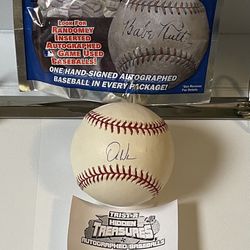 LOOK FOR
RANDOMLY
INSERTED
AUTOGRAPHED
& GAME USED
BASEBALLS!
Babe Ruth
ONE HAND-SIGNED AUTOGRAPHED
BASEBALL IN EVERY PACKAGE!
TRISTAR
HIDDEN
TREASURES
AUTOGRAPHED BASEBALLS